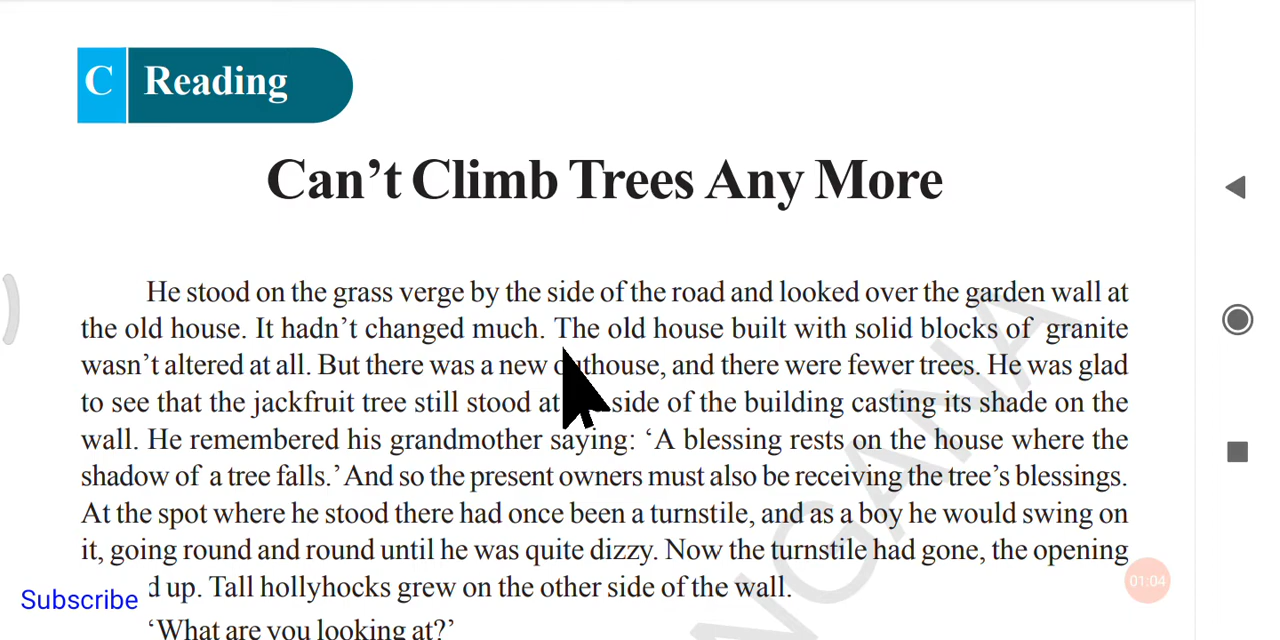 C Reading
Can't Climb Trees Any More
He stood on the grass verge by the side of the road and looked over the garden wall at
the old house. It hadn't changed much. The old house built with solid blocks of granite
wasn't altered at all. But there was a new outhouse, and there were fewer trees. He was glad
to see that the jackfruit tree still stood at side of the building casting its shade on the
wall. He remembered his grandmother saying: 'A blessing rests on the house where the
shadow of a tree falls.' And so the present owners must also be receiving the tree's blessings.
At the spot where he stood there had once been a turnstile, and as a boy he would swing on
it, going round and round until he was quite dizzy. Now the turnstile had gone, the opening
d up. Tall hollyhocks grew on the other side of the wall.
Subscribe
01:04
'What are you looking at?'